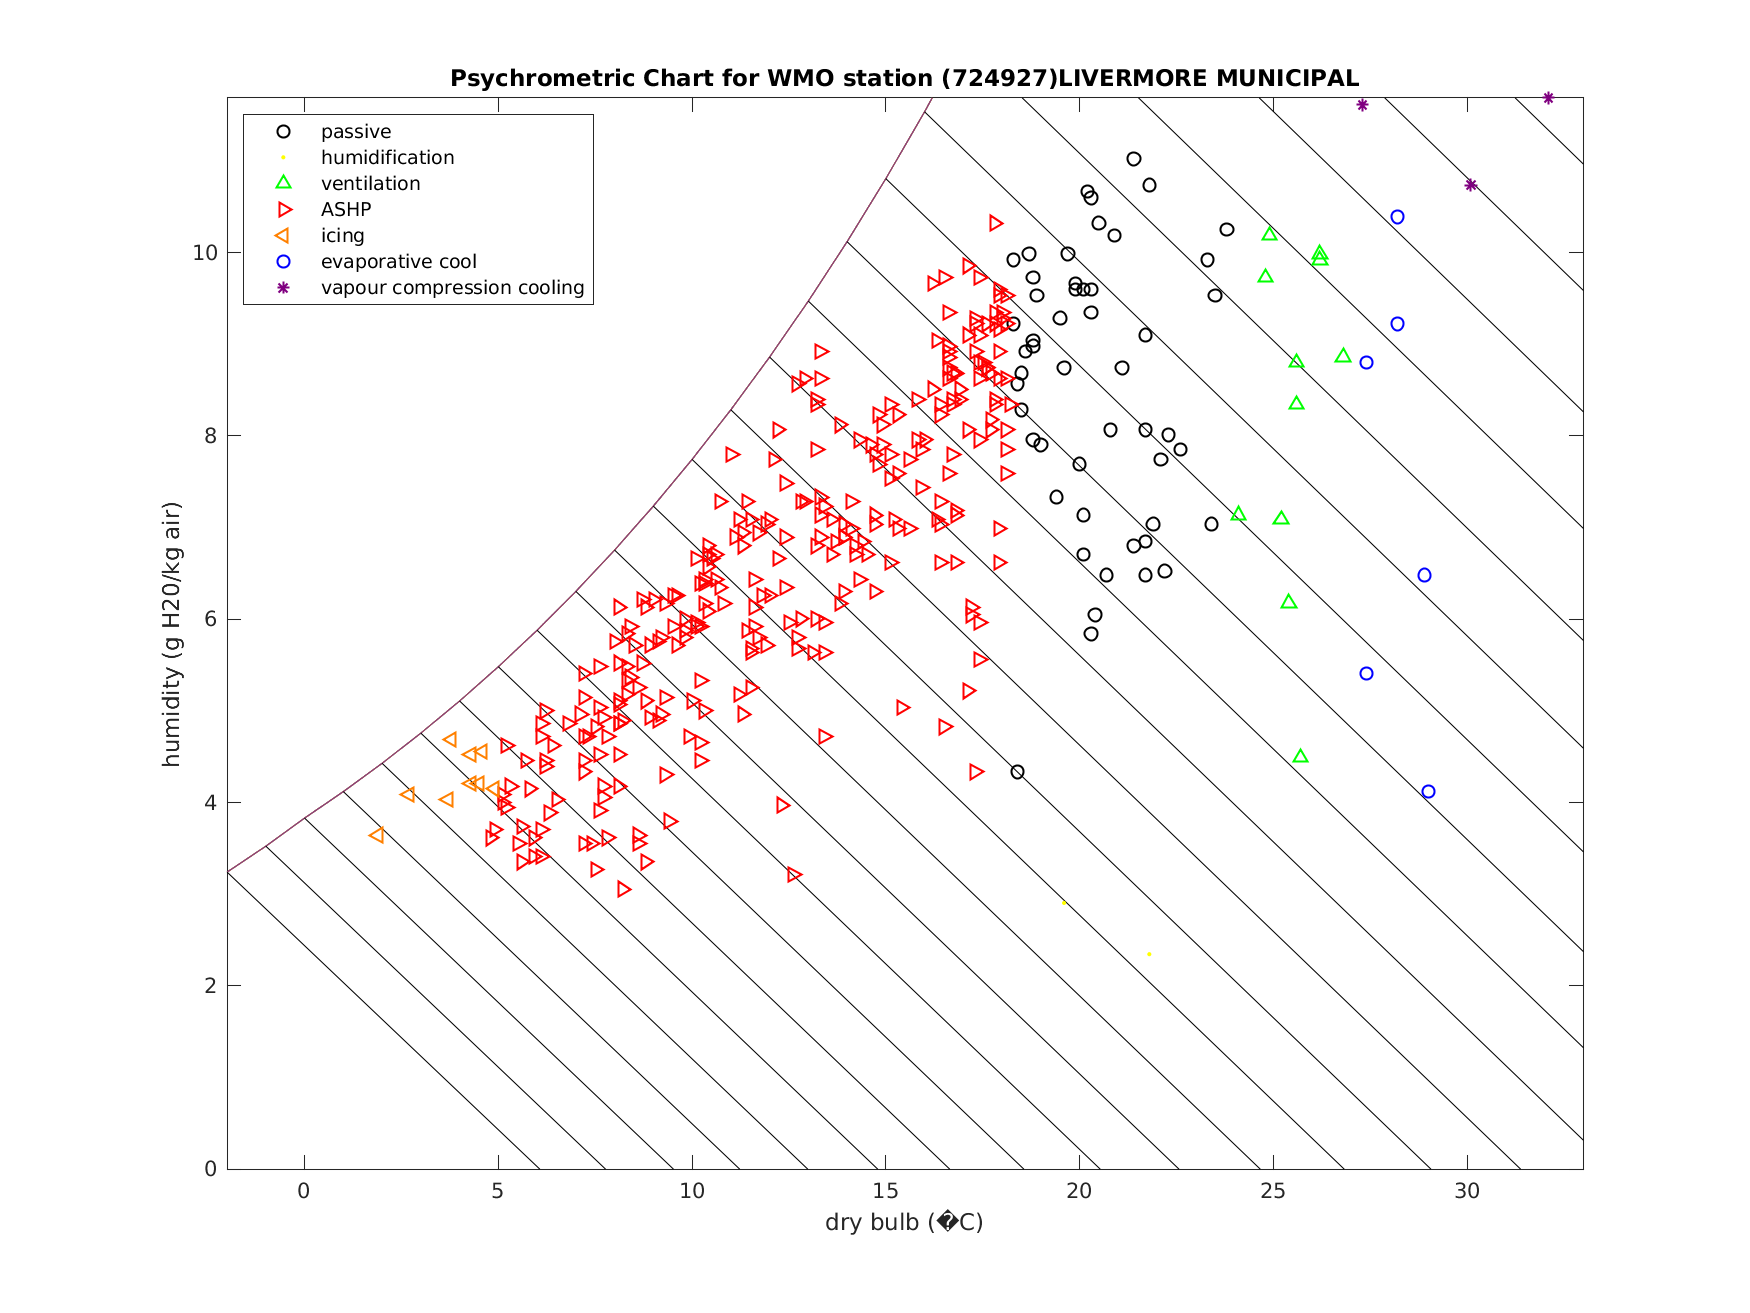 Psychrometric Chart for WMO station (724927)LIVERMORE MUNICIPAL
passive
humidification
ventilation
ASHP
icing
evaporative cool
vapour compression cooling
humidity (g H20/kg air)
10
8
6
4
2
0
0 5 10 15 20 25 30
dry bulb (�C)